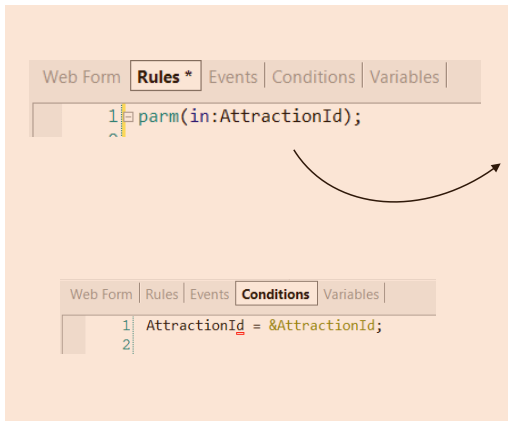 Web Form Rules * Events Conditions Variables
1 parm(in:AttractionId);
Web Form Rules Events Conditions Variables
1 AttractionId = &AttractionId;
2